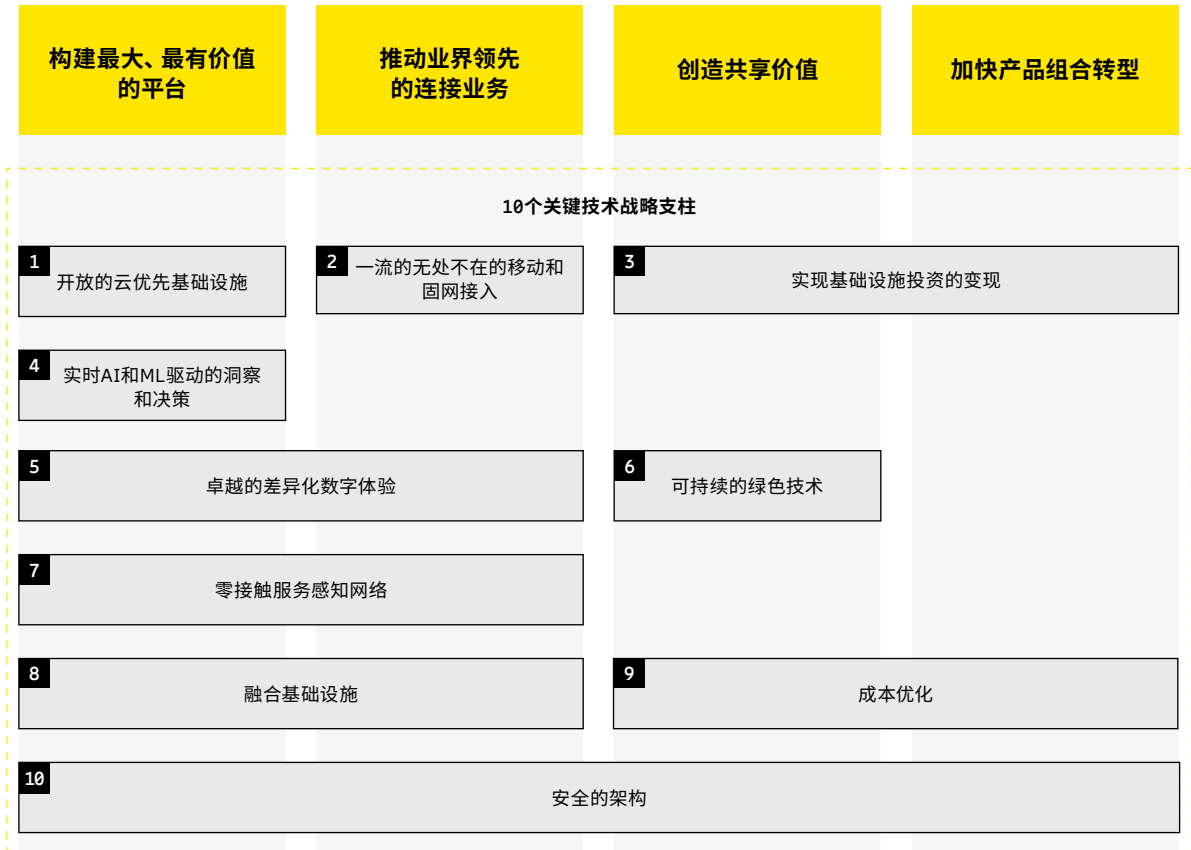 构建最大、最有价值
的平台
推动业界领先
的连接业务
创造共享价值
加快产品组合转型
10个关键技术战略支柱
1
开放的云优先基础设施
2
一流的无处不在的移动和
固网接入
3
实现基础设施投资的变现
4
实时AI和ML驱动的洞察
和决策
5
卓越的差异化数字体验
6
可持续的绿色技术
7
零接触服务感知网络
8
融合基础设施
9
成本优化
10
安全的架构